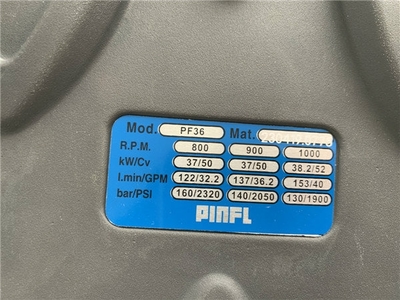 Mod. PF36 Mat.
R.P.M. 800 900 1000
kW/Cv 37/50 37/50 38.2/52
l.min/GPM 122/32.2 137/36.2 153/40
bar/PSI 160/2320 140/2050 130/1900
PINFL